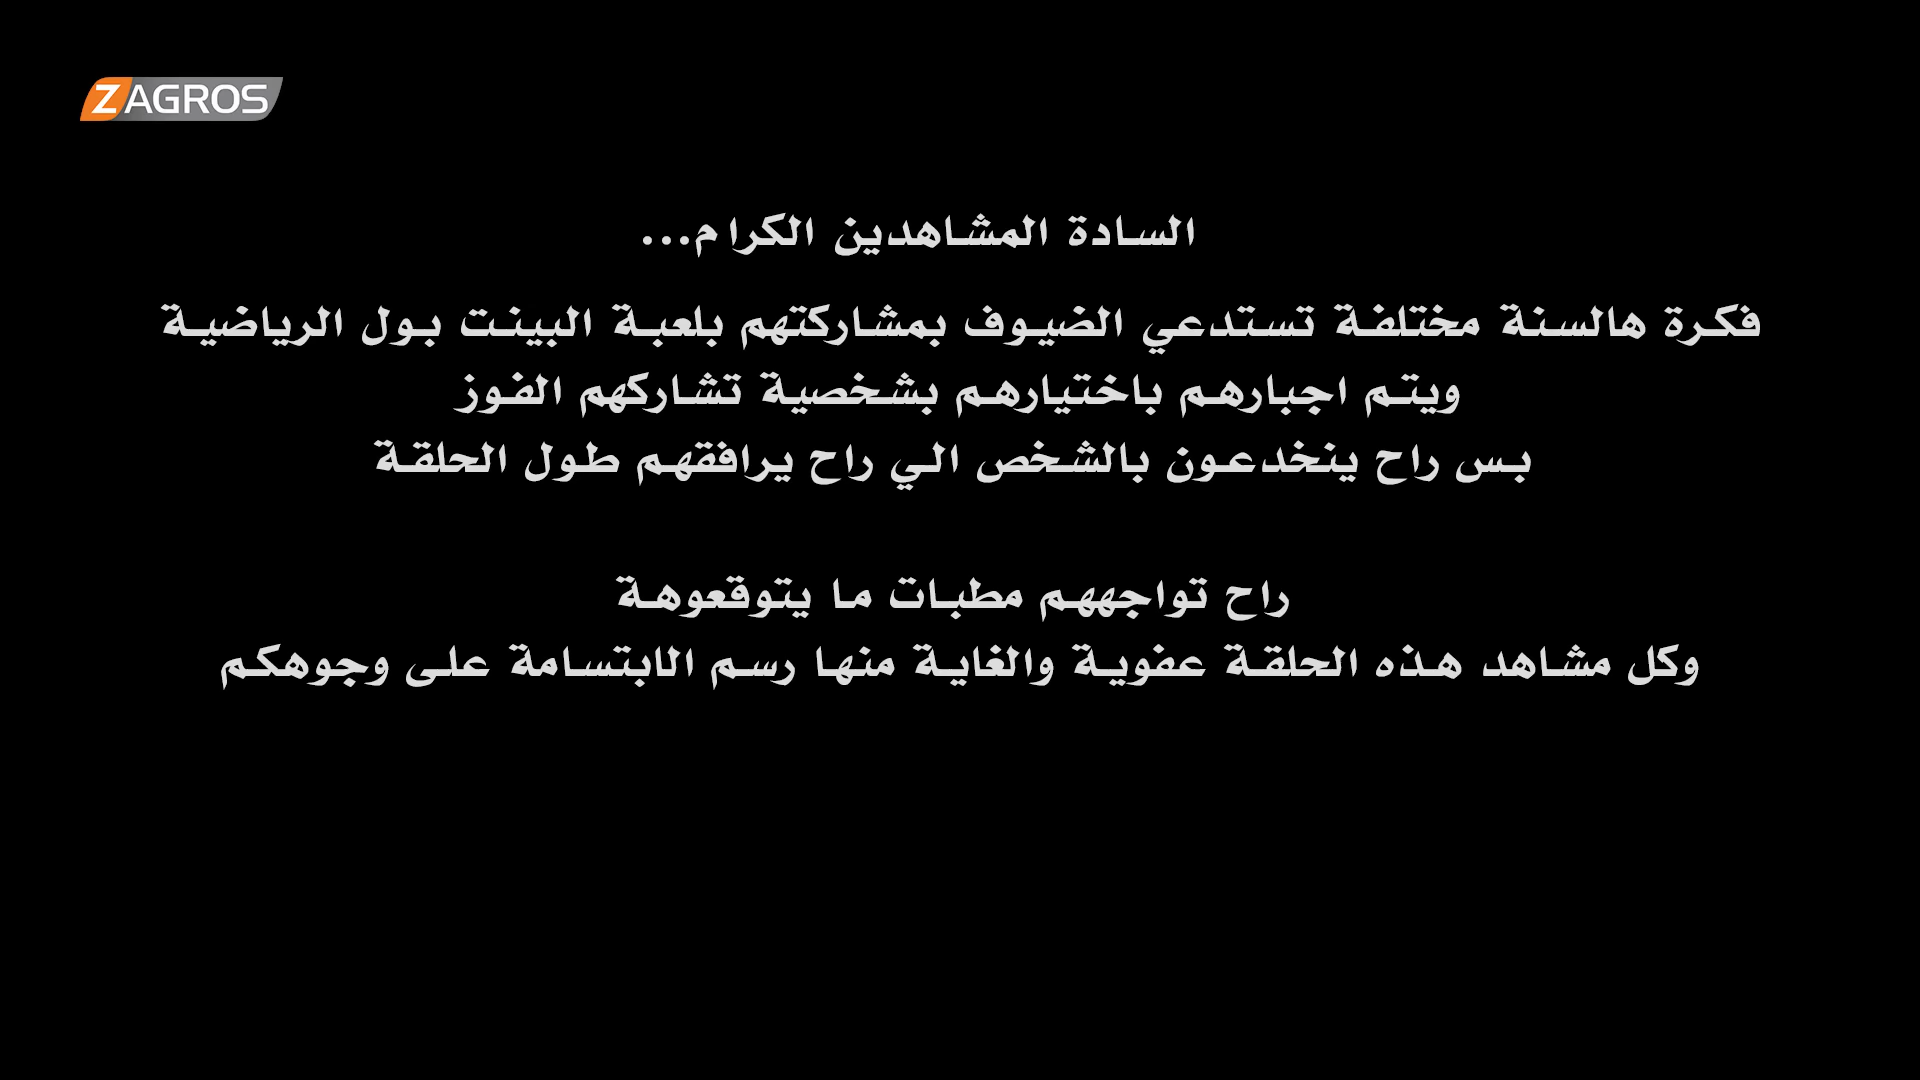 ZAGROS
السادة المشاهدين الكرام...
فكرة هالسنة مختلفة تستدعي الضيوف بمشاركتهم بلعبة البينت بول الرياضية
ويتم اجبارهم باختيارهم بشخصية تشاركهم الفوز
بس راح ينخدعون بالشخص الي راح يرافقهم طول الحلقة
راح تواجههم مطبات ما يتوقعوهة
وكل مشاهد هذه الحلقة عفوية والغاية منها رسم الابتسامة على وجوهكم